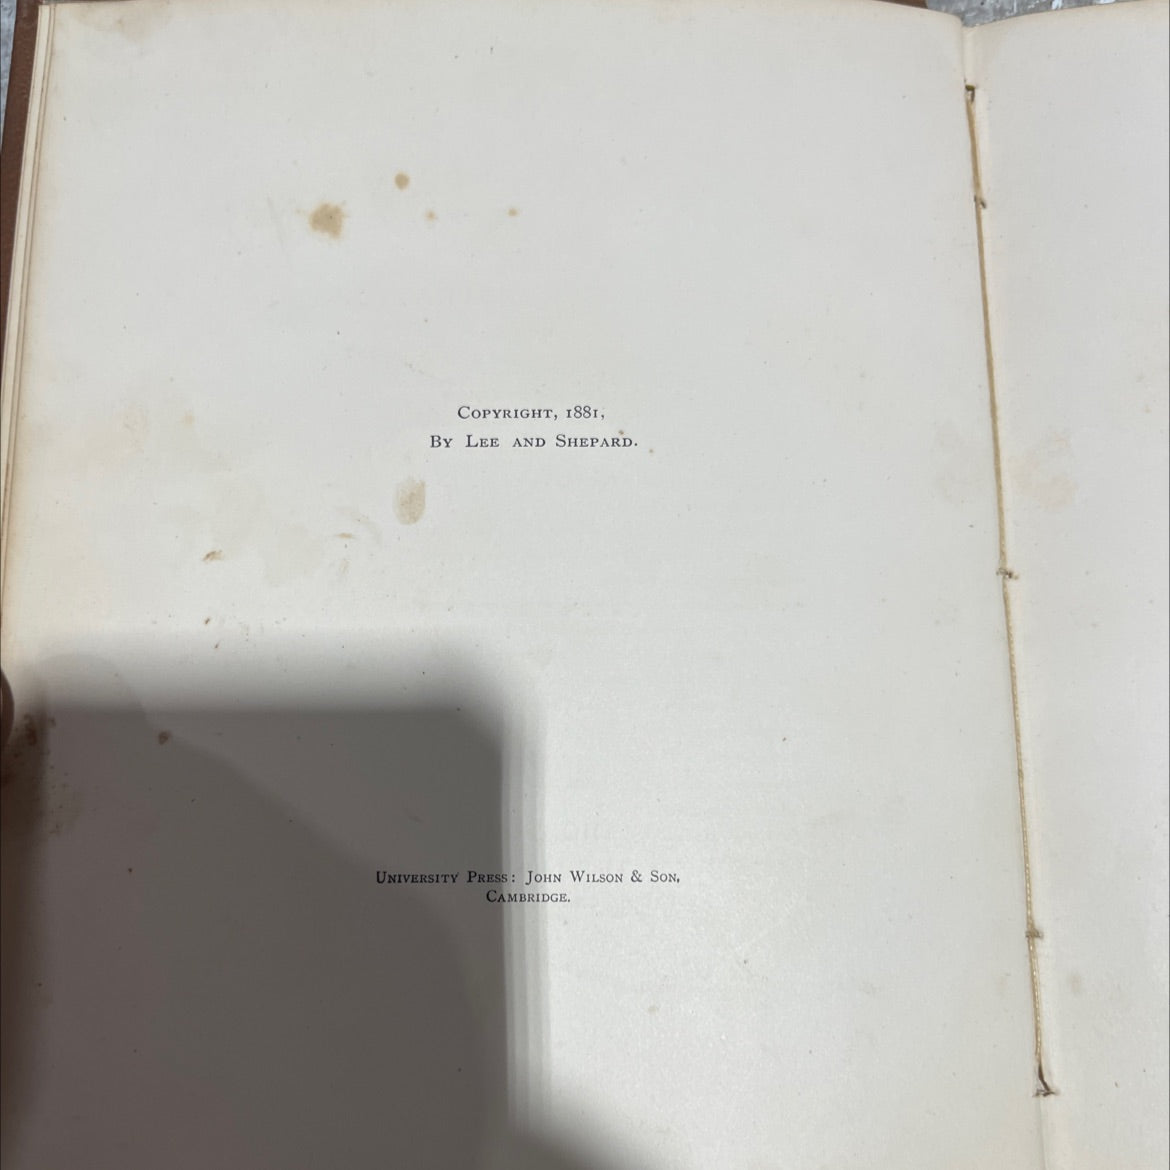 Copyright, 1881,
By Lee and Shepard.
University Press: John Wilson & Son,
Cambridge.